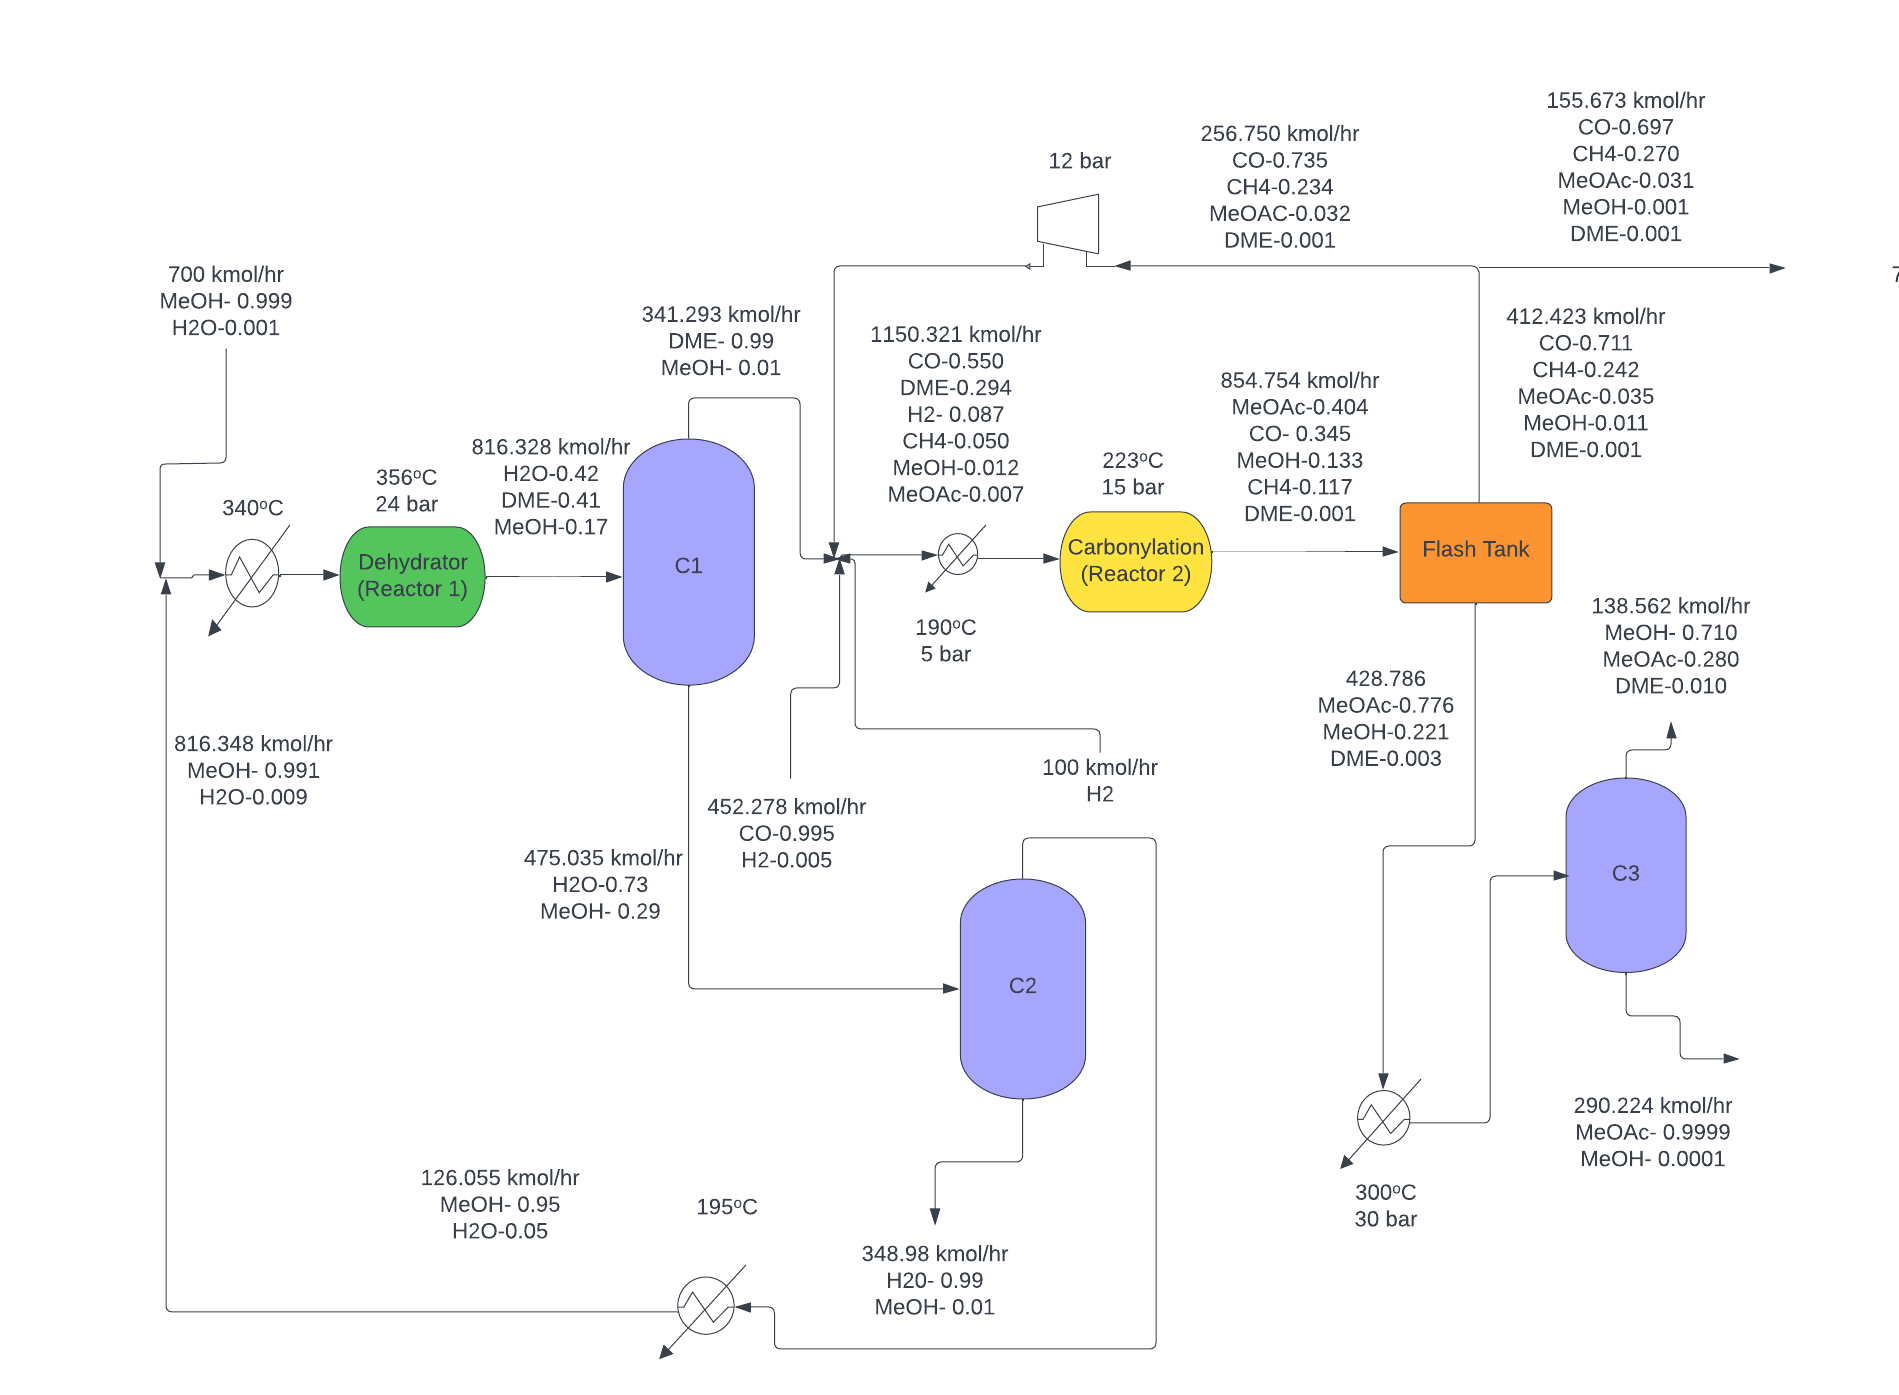 155.673 kmol/hr
CO-0.697
CH4-0.270
MeOAc-0.031
MeOH-0.001
DME-0.001
256.750 kmol/hr
CO-0.735
CH4-0.234
MeOAC-0.032
DME-0.001
12 bar
700 kmol/hr
MeOH- 0.999
H2O-0.001
7
341.293 kmol/hr
DME- 0.99
MeOH- 0.01
1150.321 kmol/hr
CO-0.550
DME-0.294
H2- 0.087
CH4-0.050
MeOH-0.012
MeOAc-0.007
412.423 kmol/hr
CO-0.711
CH4-0.242
MeOAc-0.035
MeOH-0.011
DME-0.001
854.754 kmol/hr
MeOAc-0.404
CO- 0.345
MeOH-0.133
CH4-0.117
DME-0.001
816.328 kmol/hr
H2O-0.42
DME-0.41
MeOH-0.17
356ºC
24 bar
223ºC
15 bar
340ºC
Dehydrator
(Reactor 1)
C1
Carbonylation
(Reactor 2)
Flash Tank
190ºC
5 bar
138.562 kmol/hr
MeOH- 0.710
MeOAc-0.280
DME-0.010
428.786
MeOAc-0.776
MeOH-0.221
DME-0.003
816.348 kmol/hr
MeOH- 0.991
H2O-0.009
100 kmol/hr
H2
452.278 kmol/hr
CO-0.995
H2-0.005
475.035 kmol/hr
H2O-0.73
MeOH- 0.29
C3
C2
290.224 kmol/hr
MeOAc- 0.9999
MeOH- 0.0001
126.055 kmol/hr
MeOH- 0.95
H2O-0.05
195ºC
300ºC
30 bar
348.98 kmol/hr
H20- 0.99
MeOH- 0.01